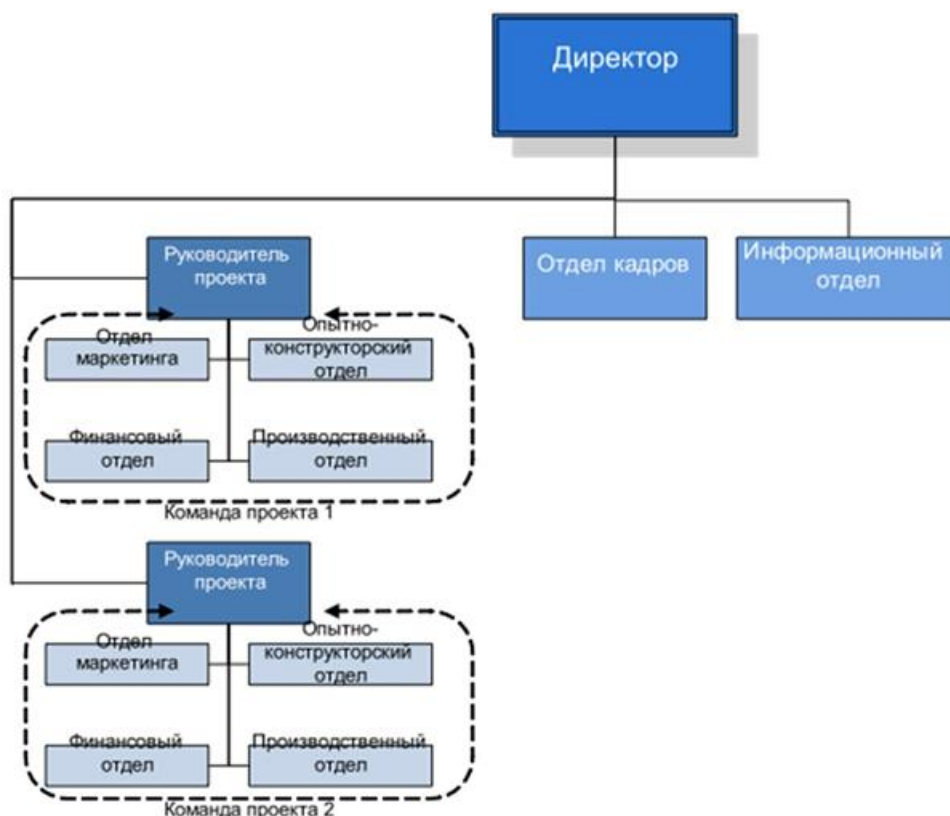 Директор
Руководитель
проекта
Отдел кадров
Информационный
отдел
Отдел
маркетинга
Опытно-
конструкторский
отдел
Финансовый
отдел
Производственный
отдел
Команда проекта 1
Руководитель
проекта
Отдел
маркетинга
Опытно-
конструкторский
отдел
Финансовый
отдел
Производственный
отдел
Команда проекта 2